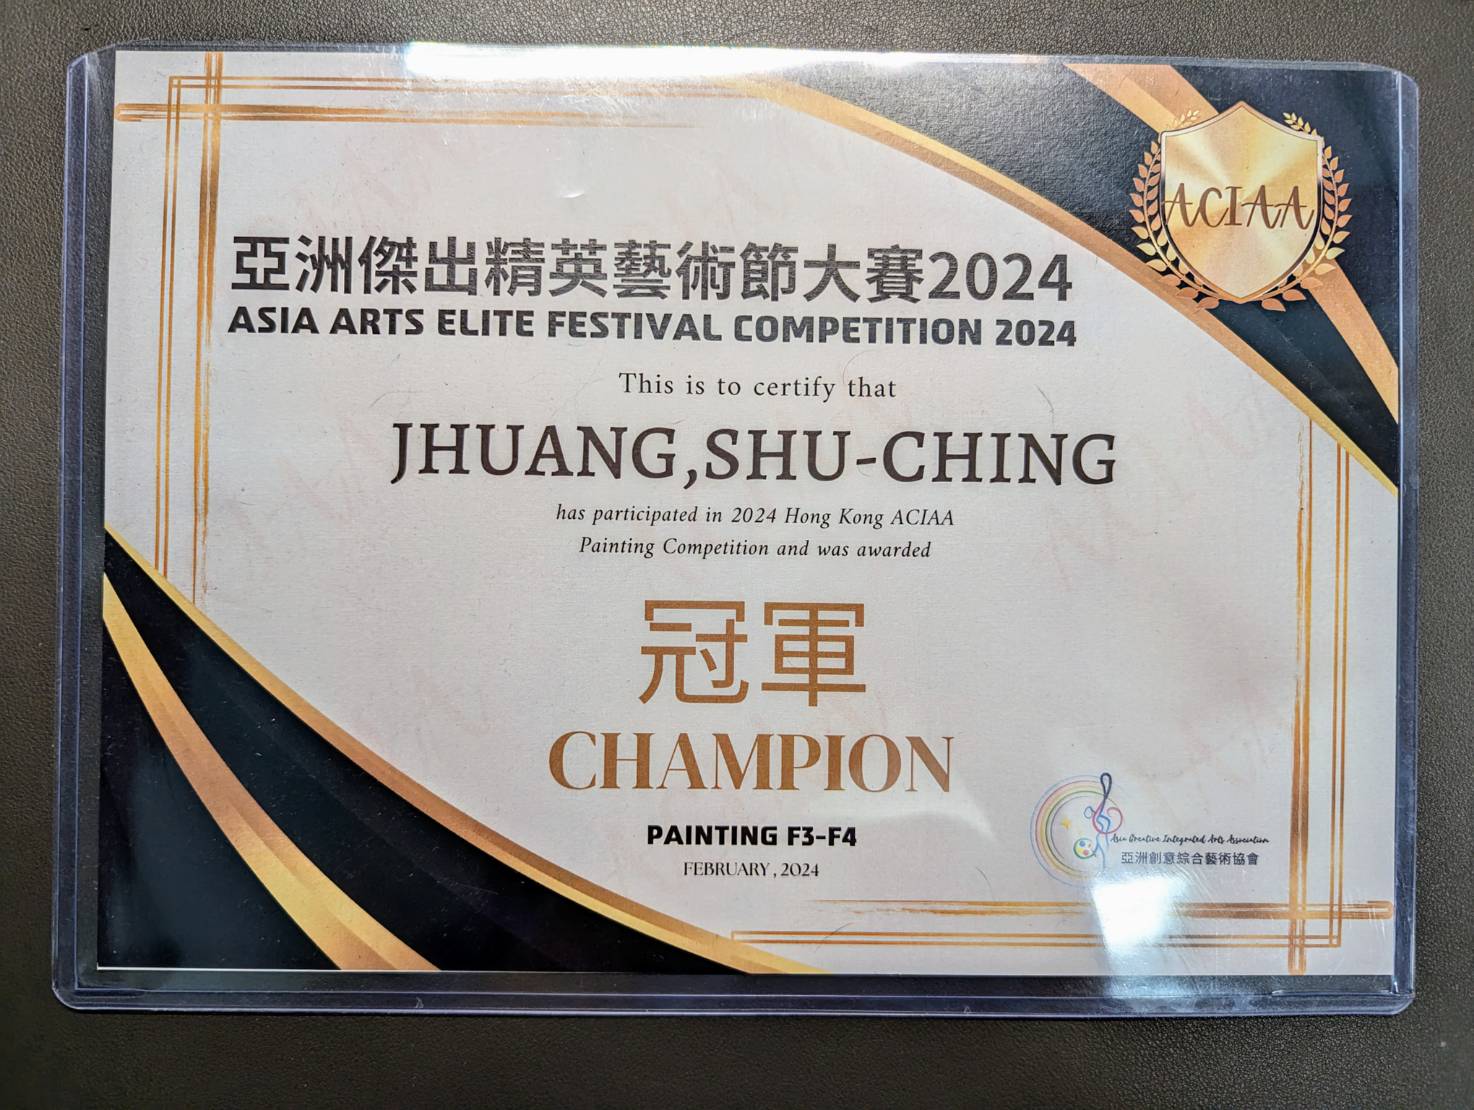 ACIAA
亞洲傑出精英藝術節大賽2024
ASIA ARTS ELITE FESTIVAL COMPETITION 2024
This is to certify that
JHUANG,SHU-CHING
has participated in 2024 Hong Kong ACIAA
Painting Competition and was awarded
冠軍
CHAMPION
PAINTING F3-F4
FEBRUARY, 2024
Asia Creative Integrated Arts Association
亞洲創意綜合藝術協會